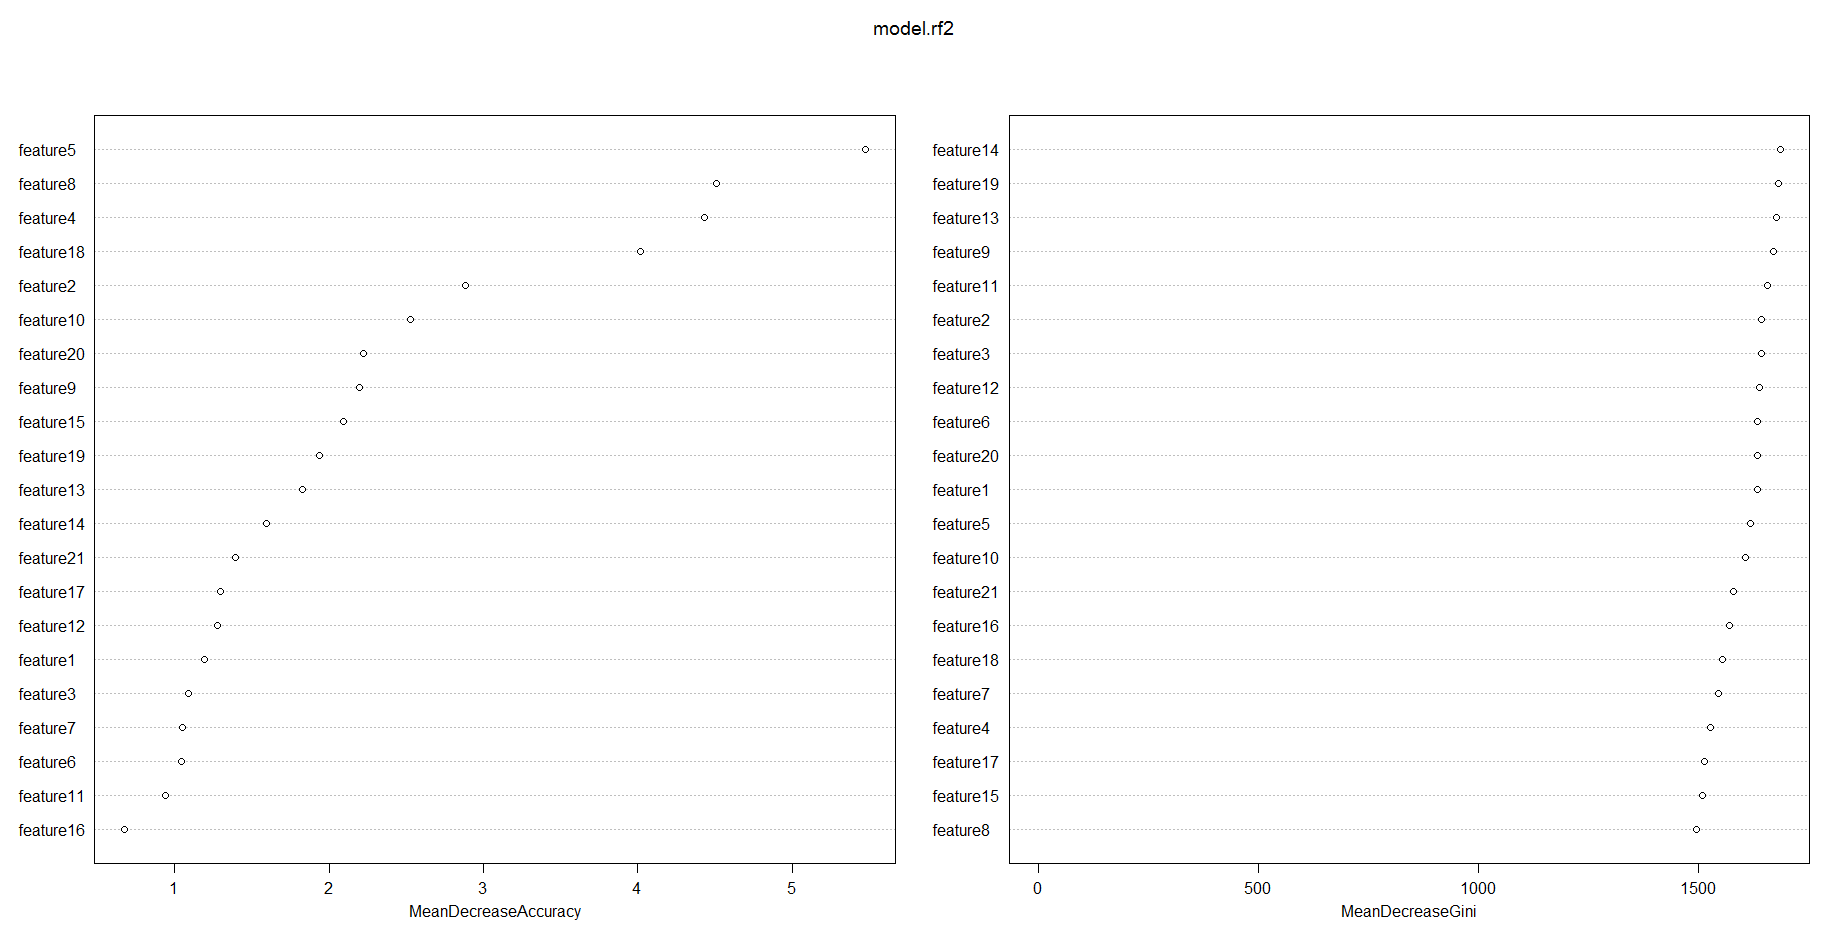 model.rf2
feature5
feature8
feature4
feature18
feature2
feature10
feature20
feature9
feature15
feature19
feature13
feature14
feature21
feature17
feature12
feature1
feature3
feature7
feature6
feature11
feature16
1 2 3 4 5
MeanDecreaseAccuracy
feature14
feature19
feature13
feature9
feature11
feature2
feature3
feature12
feature6
feature20
feature1
feature5
feature10
feature21
feature16
feature18
feature7
feature4
feature17
feature15
feature8
0 500 1000 1500
MeanDecreaseGini